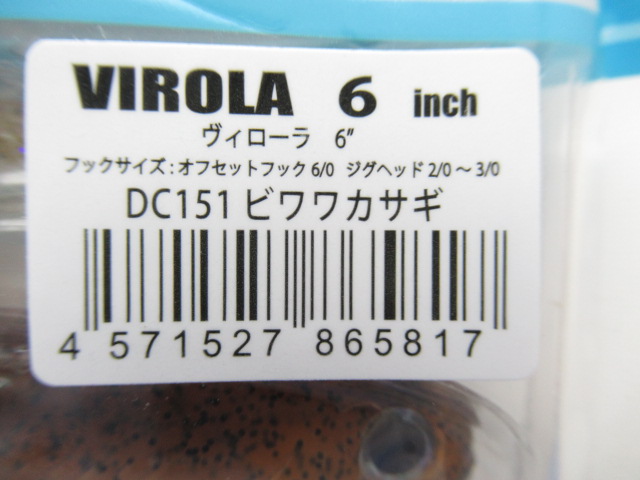 VIROLA 6 inch
ヴィローラ 6"
フックサイズ：オフセットフック 6/0 ジグヘッド 2/0 ～ 3/0
DC151 ビワワカサギ
4 571527 865817